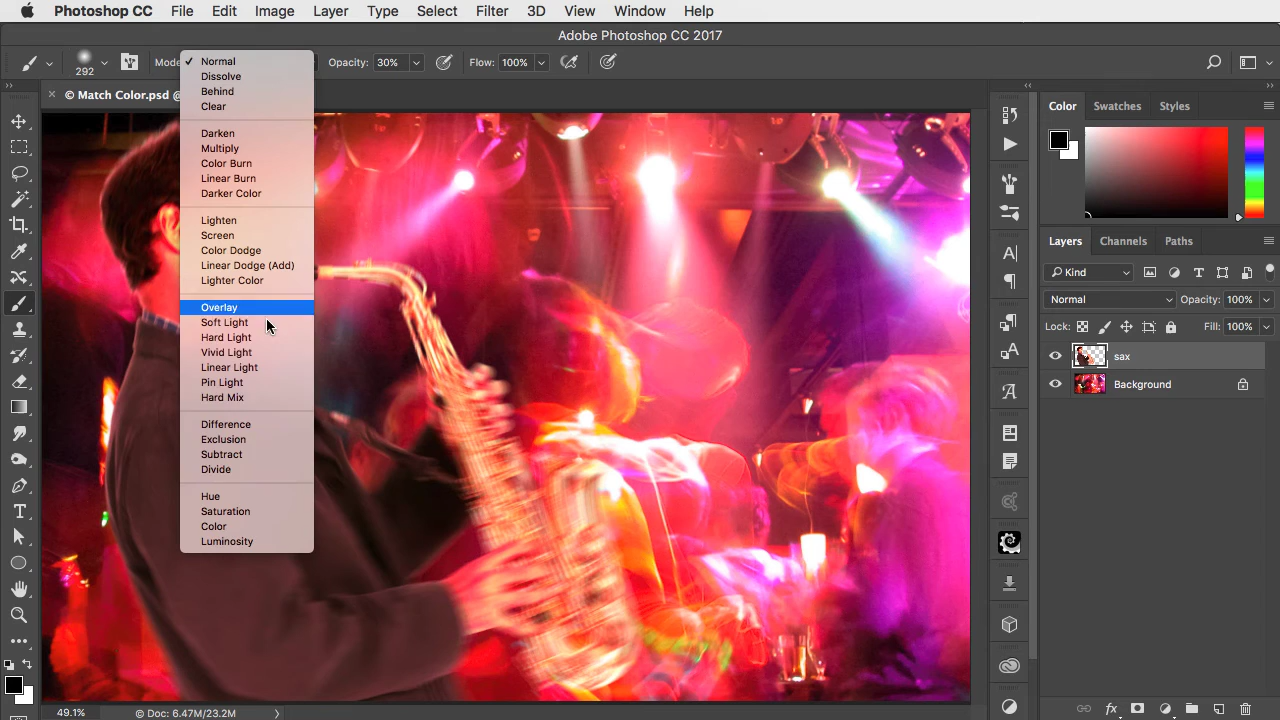 Photoshop CC File Edit Image Layer Type Select Filter 3D View Window Help
Adobe Photoshop CC 2017
292 Mode Opacity: 30% Flow: 100%
© Match Color.psd @
Normal
Dissolve
Behind
Clear
Darken
Multiply
Color Burn
Linear Burn
Darker Color
Lighten
Screen
Color Dodge
Linear Dodge (Add)
Lighter Color
Overlay
Soft Light
Hard Light
Vivid Light
Linear Light
Pin Light
Hard Mix
Difference
Exclusion
Subtract
Divide
Hue
Saturation
Color
Luminosity
Color Swatches Styles
Layers Channels Paths
Kind
Normal Opacity: 100%
Lock: Fill: 100%
sax
Background
49.1% © Doc: 6.47M/23.2M